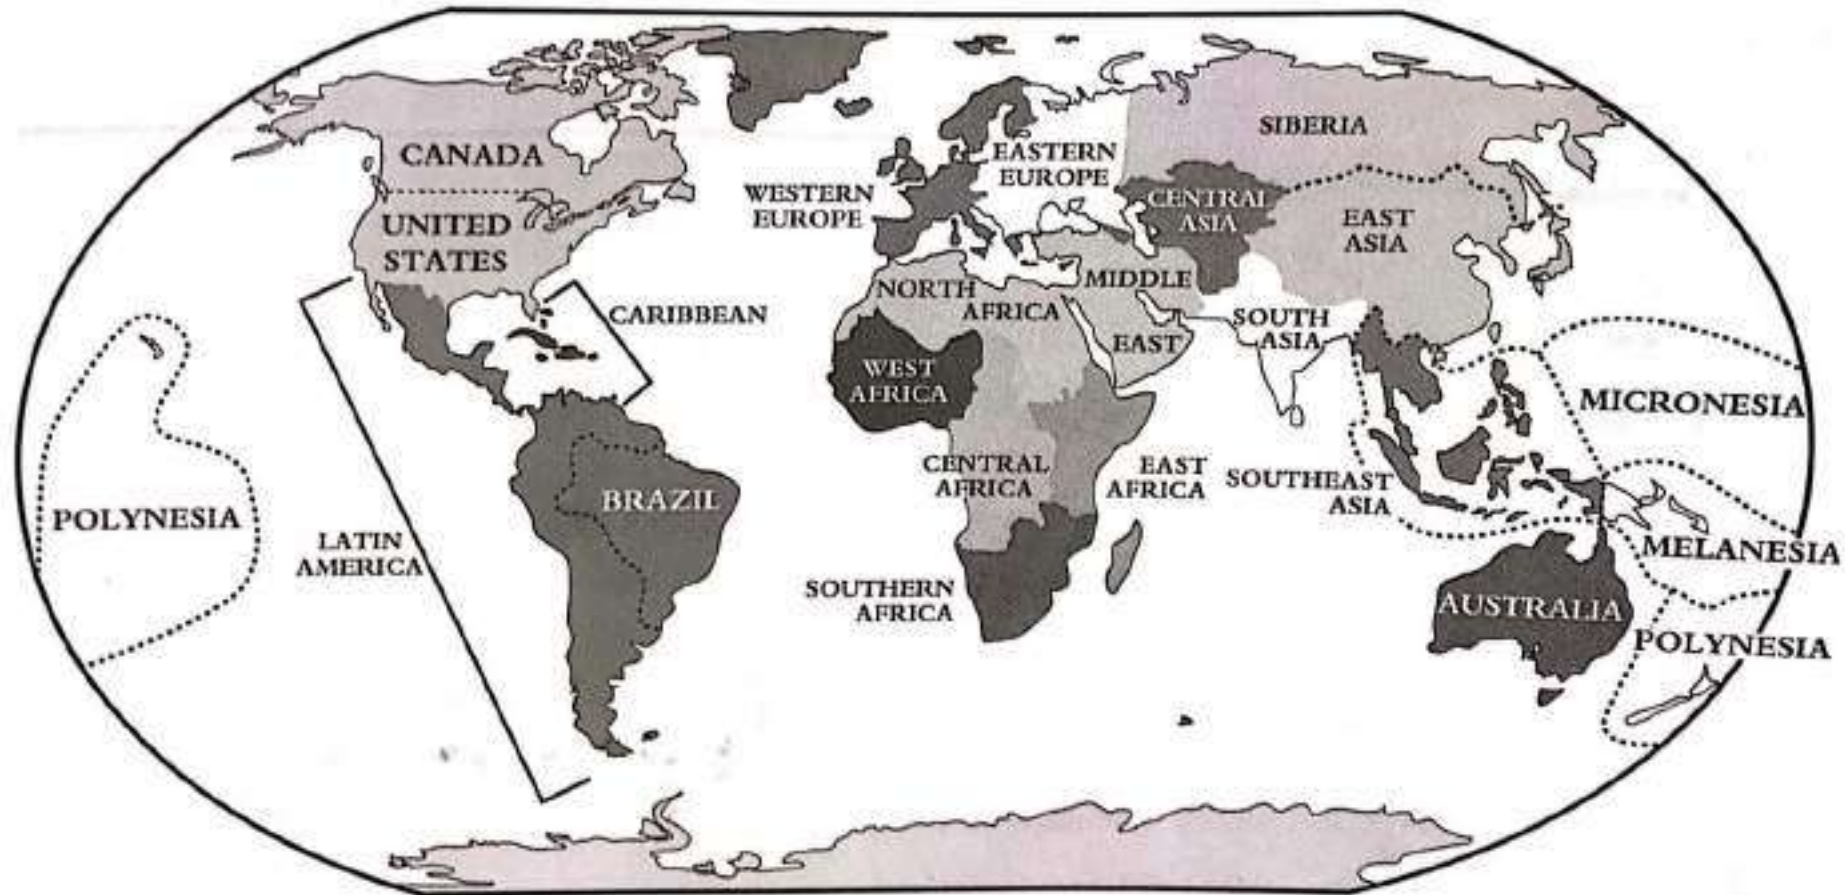 CANADA
UNITED
STATES
CARIBBEAN
LATIN
AMERICA
BRAZIL
POLYNESIA
WESTERN
EUROPE
EASTERN
EUROPE
SIBERIA
CENTRAL
ASIA
EAST
ASIA
MIDDLE
EAST
NORTH
AFRICA
WEST
AFRICA
CENTRAL
AFRICA
EAST
AFRICA
SOUTHERN
AFRICA
SOUTH
ASIA
SOUTHEAST
ASIA
MICRONESIA
MELANESIA
AUSTRALIA
POLYNESIA